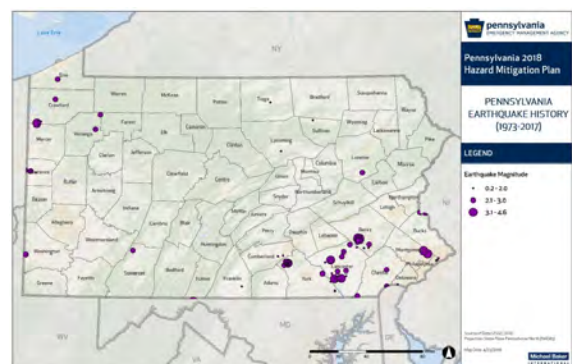 Lake Erie
NY
Erie
Crawford
Warren
McKean
Potter
Tioga
Bradford
Susquehanna
Wayne
Wyoming
Lackawanna
Pike
Sullivan
Forest
Elk
Cameron
Venango
Mercer
Clarion
Jefferson
Clinton
Lycoming
Columbia
Luzerne
Monroe
Carbon
Butler
Armstrong
Clearfield
Centre
Union
Snyder
Northumberland
Schuylkill
Northampton
Lehigh
Beaver
Indiana
Allegheny
Cambria
Blair
Huntingdon
Juniata
Perry
Dauphin
Lebanon
Berks
Bucks
Montgomery
Westmoreland
Washington
Cumberland
Lancaster
Chester
Delaware
Greene
Fayette
Somerset
Bedford
Fulton
Franklin
Adams
York
WV
VA
MD
DE
NJ
pennsylvania
EMERGENCY MANAGEMENT AGENCY
Pennsylvania 2018
Hazard Mitigation Plan
PENNSYLVANIA
EARTHQUAKE HISTORY
(1973-2017)
LEGEND
Earthquake Magnitude
0.2 - 2.0
2.1 - 3.0
3.1 - 4.6
Michael Baker
INTERNATIONAL